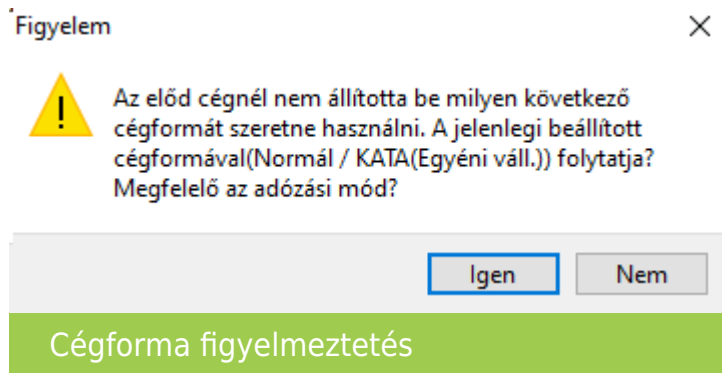 Figyelem
Az előd cégnél nem állította be milyen következő
cégformát szeretne használni. A jelenlegi beállított
cégformával(Normál / KATA(Egyéni váll.)) folytatja?
Megfelelő az adózási mód?
Igen
Nem
Cégforma figyelmeztetés